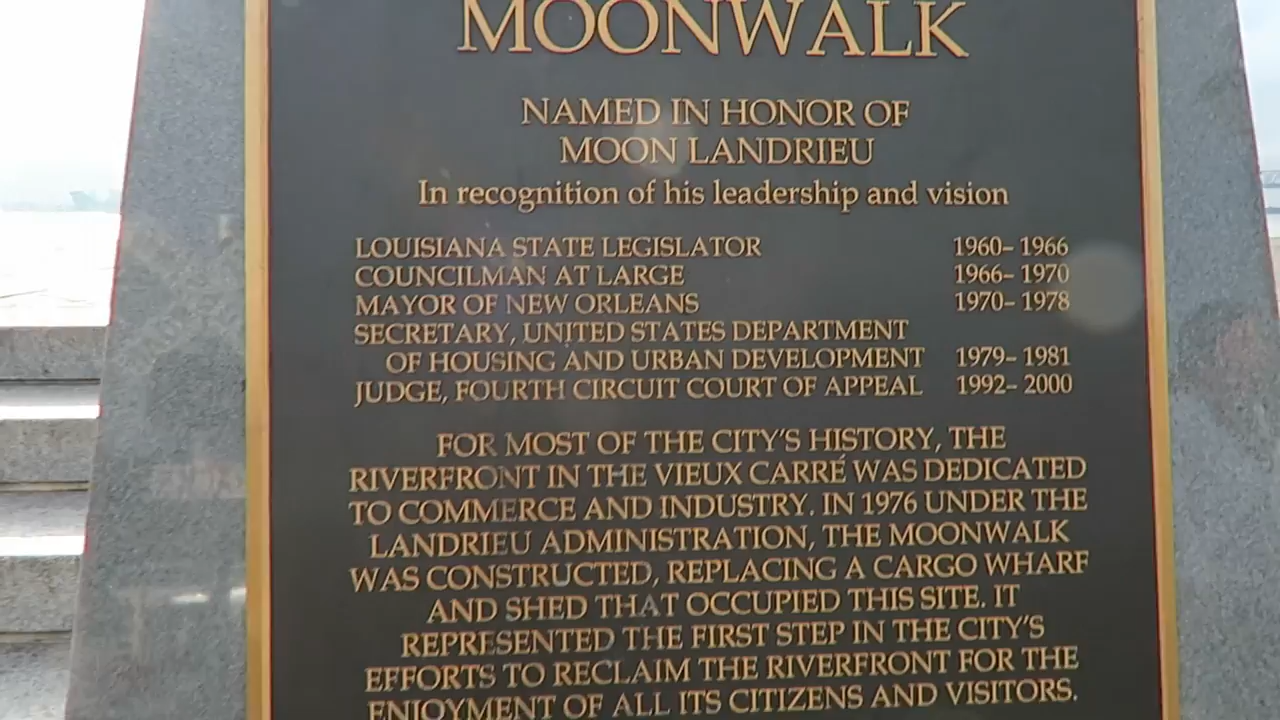 MOONWALK
NAMED IN HONOR OF
MOON LANDRIEU
In recognition of his leadership and vision
LOUISIANA STATE LEGISLATOR 1960–1966
COUNCILMAN AT LARGE 1966–1970
MAYOR OF NEW ORLEANS 1970–1978
SECRETARY, UNITED STATES DEPARTMENT
OF HOUSING AND URBAN DEVELOPMENT 1979–1981
JUDGE, FOURTH CIRCUIT COURT OF APPEAL 1992–2000
FOR MOST OF THE CITY'S HISTORY, THE
RIVERFRONT IN THE VIEUX CARRÉ WAS DEDICATED
TO COMMERCE AND INDUSTRY. IN 1976 UNDER THE
LANDRIEU ADMINISTRATION, THE MOONWALK
WAS CONSTRUCTED, REPLACING A CARGO WHARF
AND SHED THAT OCCUPIED THIS SITE. IT
REPRESENTED THE FIRST STEP IN THE CITY'S
EFFORTS TO RECLAIM THE RIVERFRONT FOR THE
ENJOYMENT OF ALL ITS CITIZENS AND VISITORS.